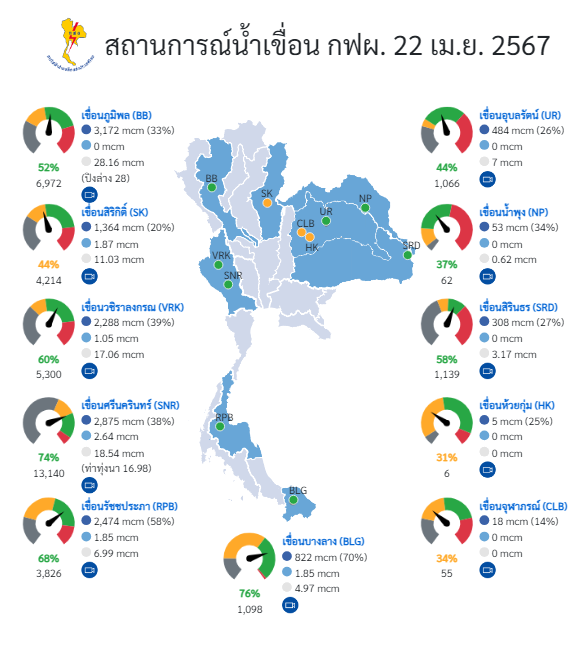 สถานการณ์น้ำเขื่อน กฟผ. 22 เม.ย. 2567
เขื่อนภูมิพล (BB)
3,172 mcm (33%)
0 mcm
28.16 mcm
(ปิงล่าง 28)
52%
6,972
เขื่อนสิริกิติ์ (SK)
1,364 mcm (20%)
1.87 mcm
11.03 mcm
44%
4,214
เขื่อนวชิราลงกรณ (VRK)
2,288 mcm (39%)
1.05 mcm
17.06 mcm
60%
5,300
เขื่อนศรีนครินทร์ (SNR)
2,875 mcm (38%)
2.64 mcm
18.54 mcm
(ท่าทุ่งนา 16.98)
74%
13,140
เขื่อนรัชชประภา (RPB)
2,474 mcm (58%)
1.85 mcm
6.99 mcm
68%
3,826
BB
SK
NP
UR
CLB
HK
SRD
VRK
SNR
RPB
BLG
เขื่อนบางลาง (BLG)
822 mcm (70%)
1.85 mcm
4.97 mcm
76%
1,098
เขื่อนอุบลรัตน์ (UR)
484 mcm (26%)
0 mcm
7 mcm
44%
1,066
เขื่อนน้ำพุง (NP)
53 mcm (34%)
0 mcm
0.62 mcm
37%
62
เขื่อนสิรินธร (SRD)
308 mcm (27%)
0 mcm
3.17 mcm
58%
1,139
เขื่อนห้วยกุ่ม (HK)
5 mcm (25%)
0 mcm
0 mcm
31%
6
เขื่อนจุฬาภรณ์ (CLB)
18 mcm (14%)
0 mcm
0 mcm
34%
55